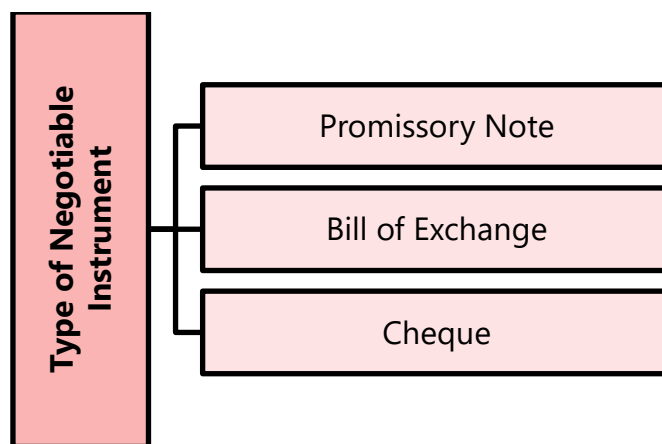 Type of Negotiable
Instrument
Promissory Note
Bill of Exchange
Cheque